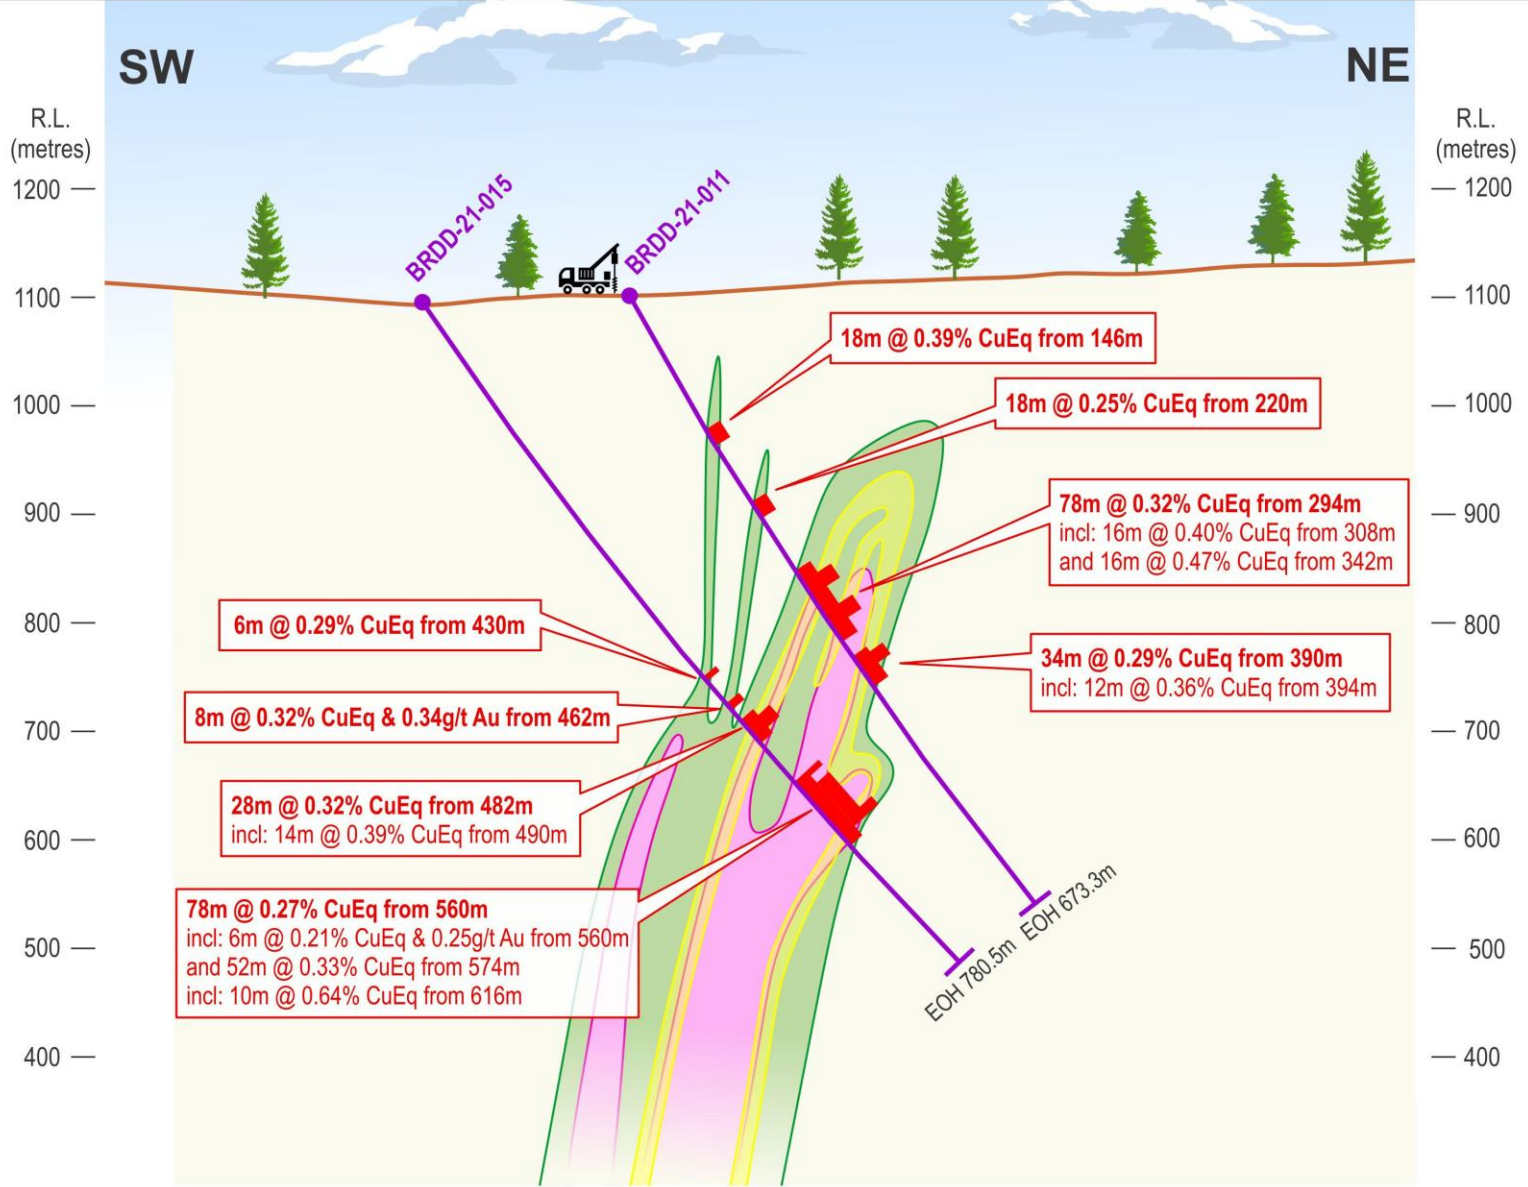 SW
NE
R.L.
(metres)
R.L.
(metres)
1200
1200
BRDD-21-015
BRDD-21-011
1100
1100
18m @ 0.39% CuEq from 146m
1000
1000
18m @ 0.25% CuEq from 220m
900
900
78m @ 0.32% CuEq from 294m
incl: 16m @ 0.40% CuEq from 308m
and 16m @ 0.47% CuEq from 342m
800
800
6m @ 0.29% CuEq from 430m
34m @ 0.29% CuEq from 390m
incl: 12m @ 0.36% CuEq from 394m
8m @ 0.32% CuEq & 0.34g/t Au from 462m
700
700
28m @ 0.32% CuEq from 482m
incl: 14m @ 0.39% CuEq from 490m
600
600
78m @ 0.27% CuEq from 560m
incl: 6m @ 0.21% CuEq & 0.25g/t Au from 560m
and 52m @ 0.33% CuEq from 574m
incl: 10m @ 0.64% CuEq from 616m
EOH 673.3m
500
500
EOH 780.5m
400
400